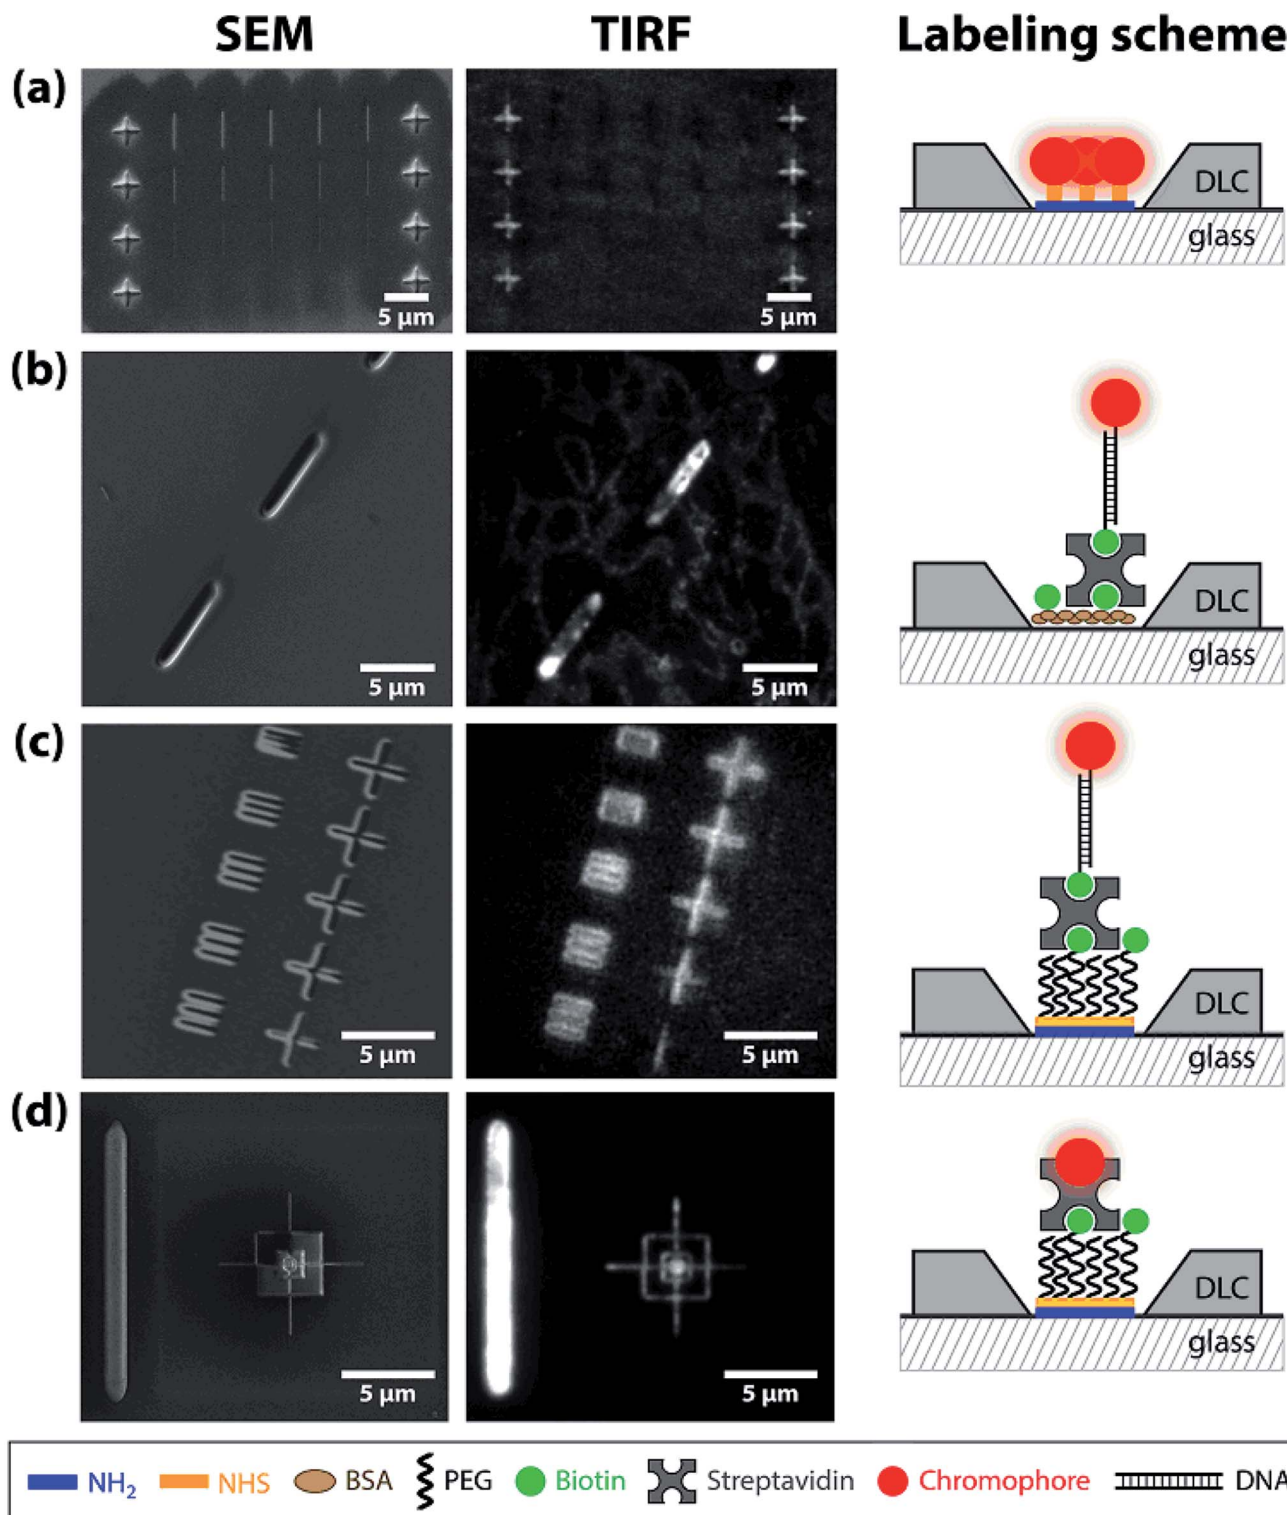 SEM TIRF Labeling scheme
(a)
DLC
glass
5 μm 5 μm
(b)
DLC
glass
5 μm 5 μm
(c)
DLC
glass
5 μm 5 μm
(d)
DLC
glass
5 μm 5 μm
NH₂ NHS BSA PEG Biotin Streptavidin Chromophore DNA